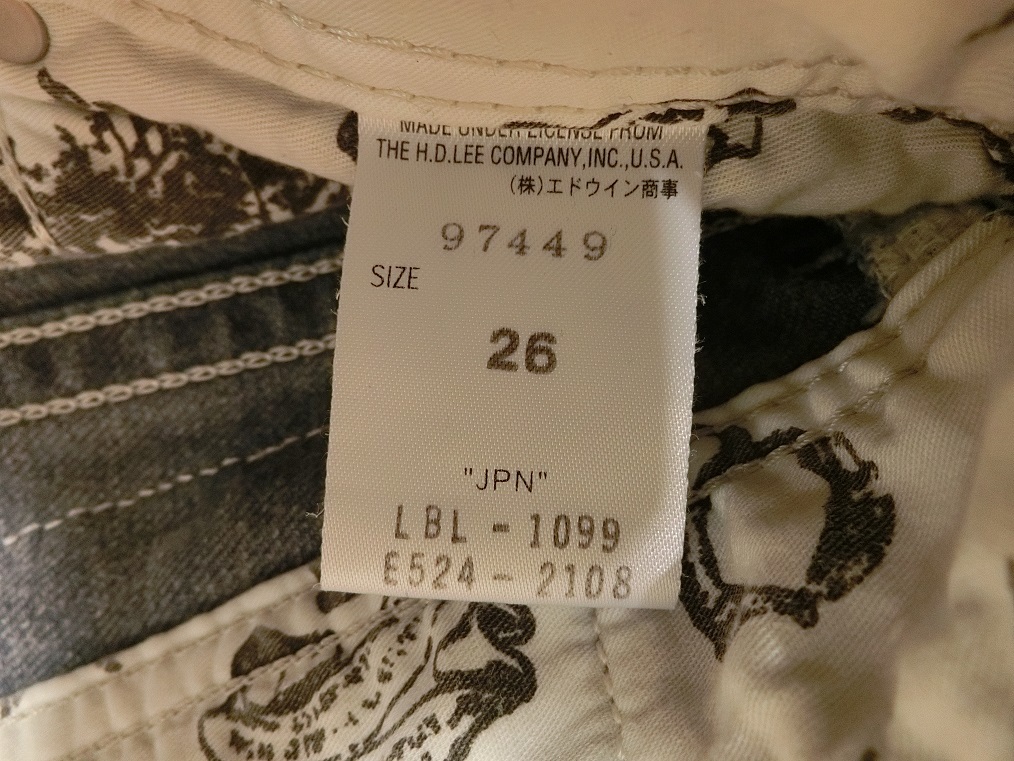 MADE UNDER LICENSE FROM
THE H.D.LEE COMPANY,INC.,U.S.A.
(株)エドウイン商事
97449
SIZE
26
"JPN"
LBL - 1099
E524 - 2108